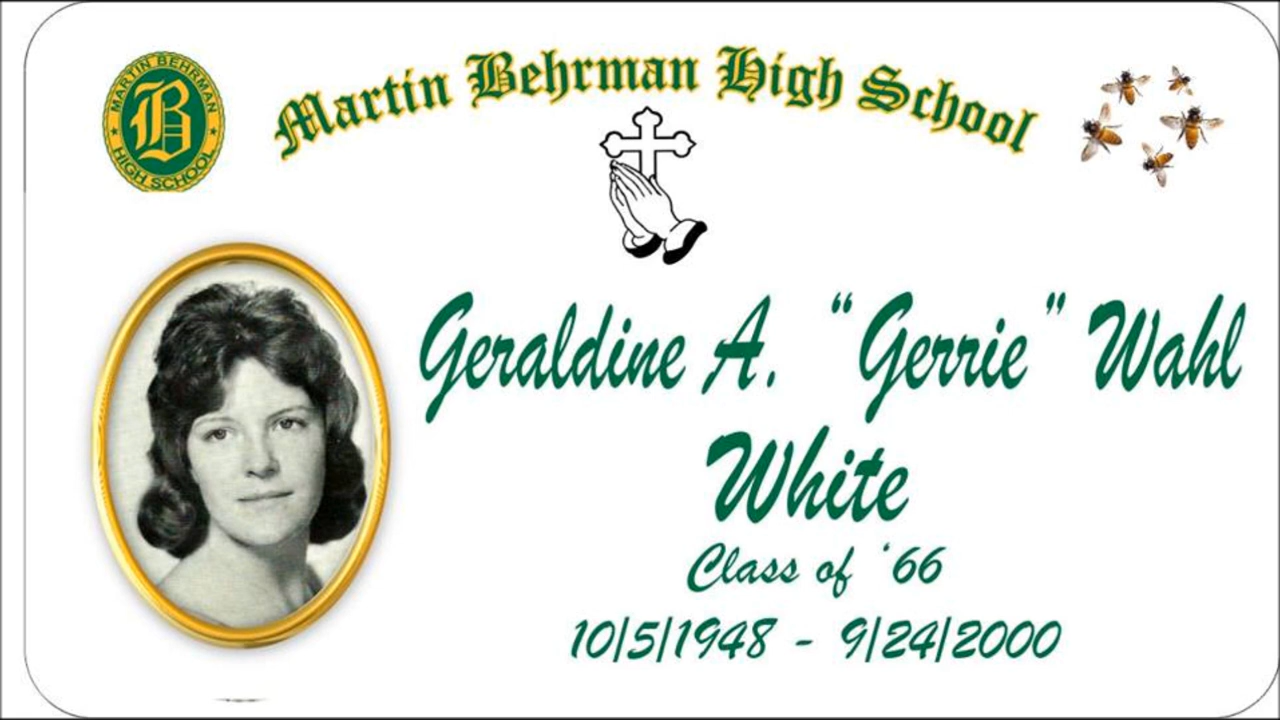 Martin Behrman High School
MARTIN BEHRMAN
B
HIGH SCHOOL
Geraldine A. “Gerrie” Wahl
White
Class of ‘66
10/5/1948 - 9/24/2000